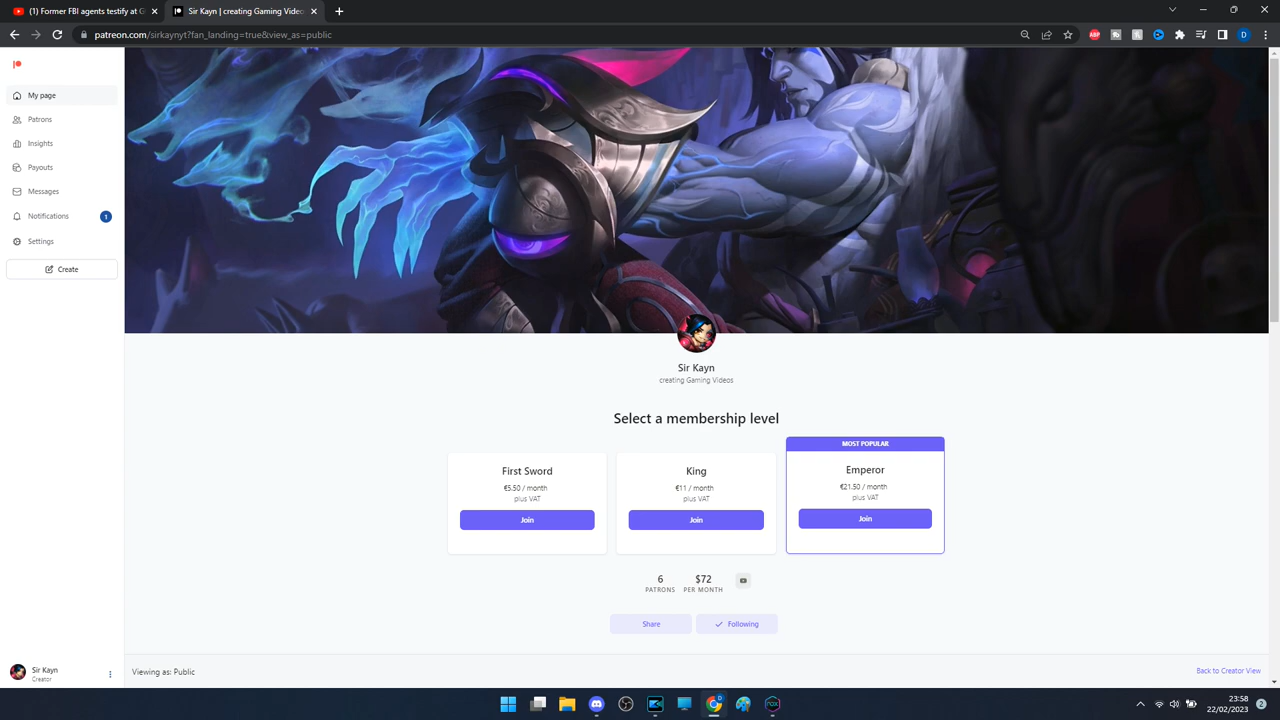 (1) Former FBI agents testify at G
Sir Kayn | creating Gaming Video
patreon.com/sirkaynyt?fan_landing=true&view_as=public
ABP
D
My page
Patrons
Insights
Payouts
Messages
Notifications
1
Settings
Create
Sir Kayn
creating Gaming Videos
Select a membership level
MOST POPULAR
First Sword
€5.50 / month
plus VAT
Join
King
€11 / month
plus VAT
Join
Emperor
€21.50 / month
plus VAT
Join
6
PATRONS
$72
PER MONTH
Share
Following
Sir Kayn
Creator
Viewing as: Public
Back to Creator View
23:58
22/02/2023
2